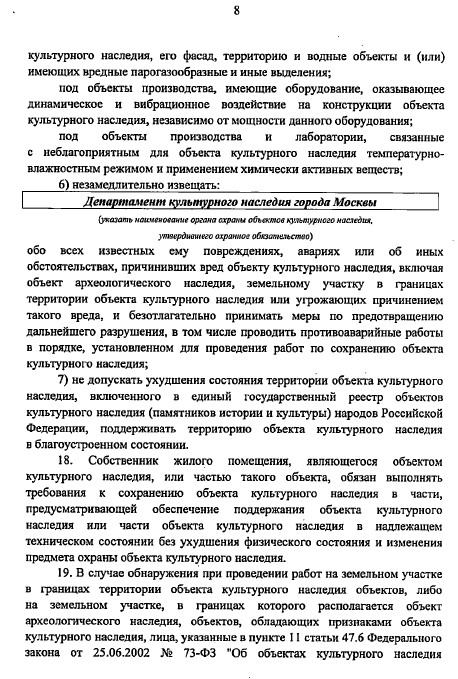 8
культурного наследия, его фасад, территорию и водные объекты и (или)
имеющих вредные парогазообразные и иные выделения;
под объекты производства, имеющие оборудование, оказывающее
динамическое и вибрационное воздействие на конструкции объекта
культурного наследия, независимо от мощности данного оборудования;
под объекты производства и лаборатории, связанные
с неблагоприятным для объекта культурного наследия температурно-
влажностным режимом и применением химически активных веществ;
6) незамедлительно извещать:
Департамент культурного наследия города Москвы
(указать наименование органа охраны объектов культурного наследия,
утвердившего охранное обязательство)
обо всех известных ему повреждениях, авариях или об иных
обстоятельствах, причинивших вред объекту культурного наследия, включая
объект археологического наследия, земельному участку в границах
территории объекта культурного наследия или угрожающих причинением
такого вреда, и безотлагательно принимать меры по предотвращению
дальнейшего разрушения, в том числе проводить противоаварийные работы
в порядке, установленном для проведения работ по сохранению объекта
культурного наследия;
7) не допускать ухудшения состояния территории объекта культурного
наследия, включенного в единый государственный реестр объектов
культурного наследия (памятников истории и культуры) народов Российской
Федерации, поддерживать территорию объекта культурного наследия
в благоустроенном состоянии.
18. Собственник жилого помещения, являющегося объектом
культурного наследия, или частью такого объекта, обязан выполнять
требования к сохранению объекта культурного наследия в части,
предусматривающей обеспечение поддержания объекта культурного
наследия или части объекта культурного наследия в надлежащем
техническом состоянии без ухудшения физического состояния и изменения
предмета охраны объекта культурного наследия.
19. В случае обнаружения при проведении работ на земельном участке
в границах территории объекта культурного наследия объектов, либо
на земельном участке, в границах которого располагается объект
археологического наследия, объектов, обладающих признаками объекта
культурного наследия, лица, указанные в пункте 11 статьи 47.6 Федерального
закона от 25.06.2002 № 73-ФЗ "Об объектах культурного наследия